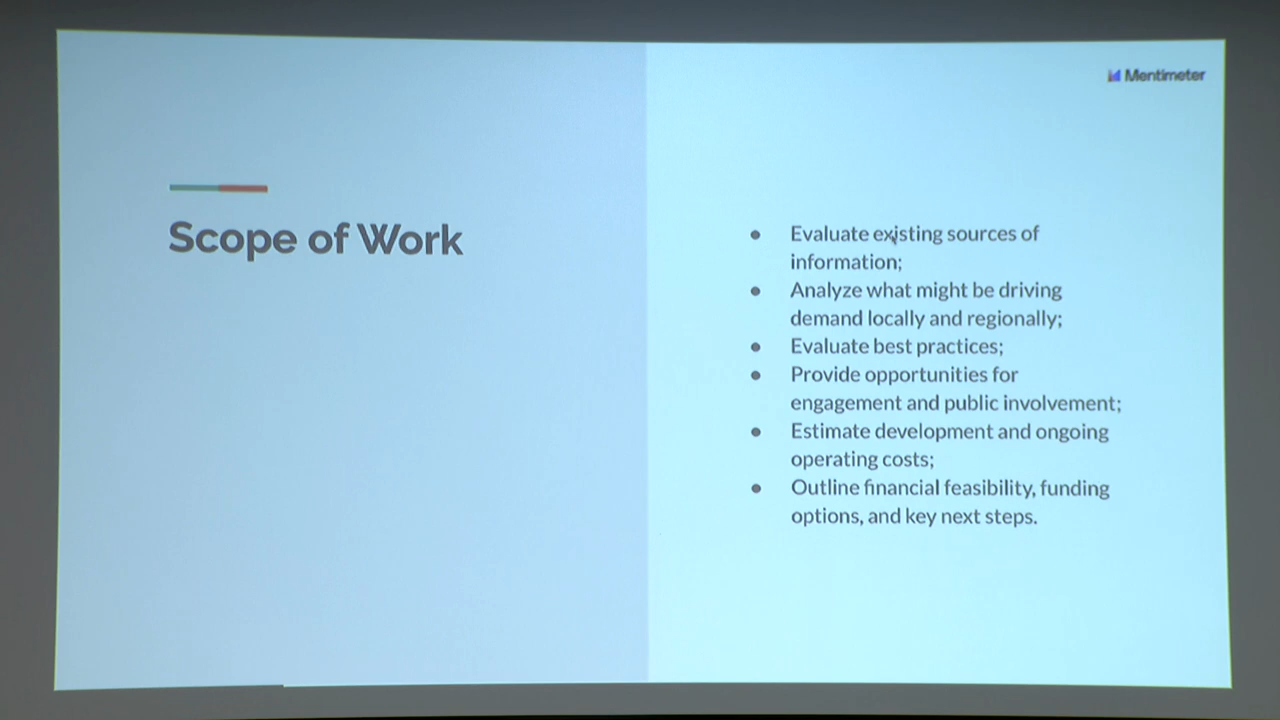 Mentimeter
Scope of Work
● Evaluate existing sources of
information;
● Analyze what might be driving
demand locally and regionally;
● Evaluate best practices;
● Provide opportunities for
engagement and public involvement;
● Estimate development and ongoing
operating costs;
● Outline financial feasibility, funding
options, and key next steps.